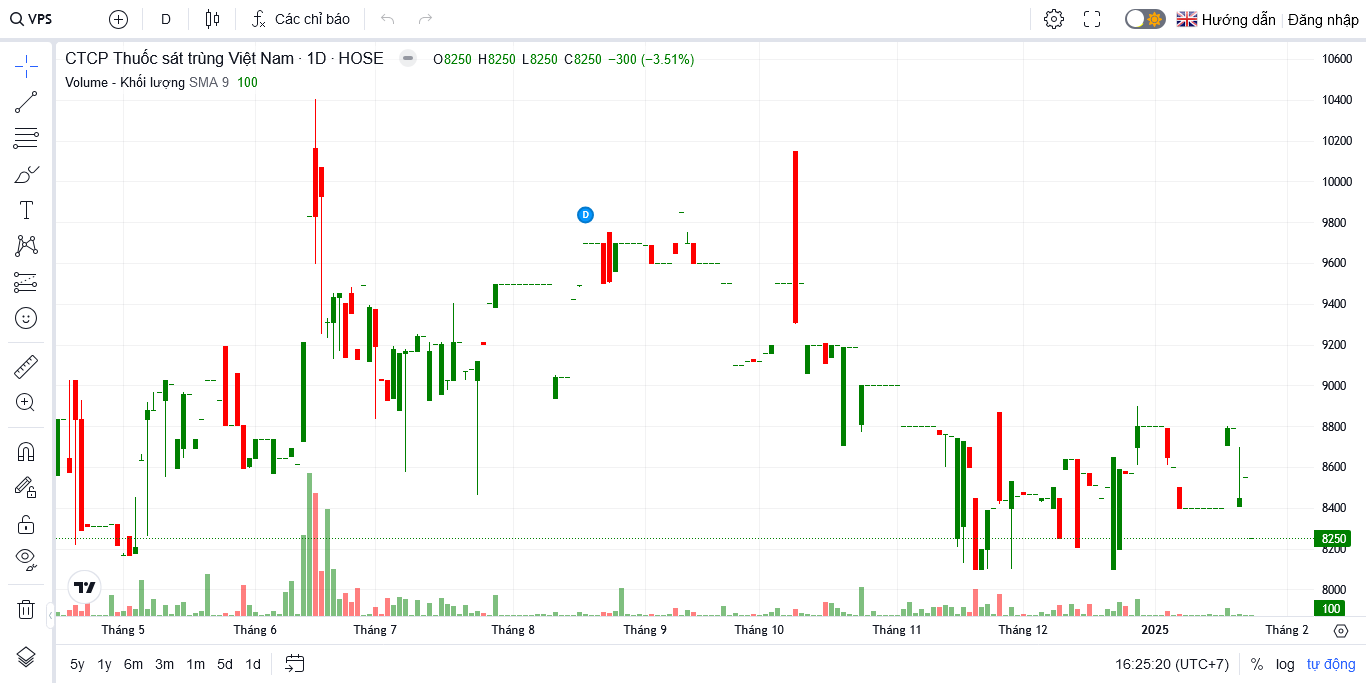 VPS D Các chỉ báo Hướng dẫn Đăng nhập
CTCP Thuốc sát trùng Việt Nam · 1D · HOSE O8250 H8250 L8250 C8250 −300 (−3.51%)
Volume - Khối lượng SMA 9 100
10600
10400
10200
10000
D
9800
9600
9400
9200
9000
8800
8600
8400
8250
8200
8000
100
Tháng 5 Tháng 6 Tháng 7 Tháng 8 Tháng 9 Tháng 10 Tháng 11 Tháng 12 2025 Tháng 2
5y 1y 6m 3m 1m 5d 1d 16:25:20 (UTC+7) % log tự động